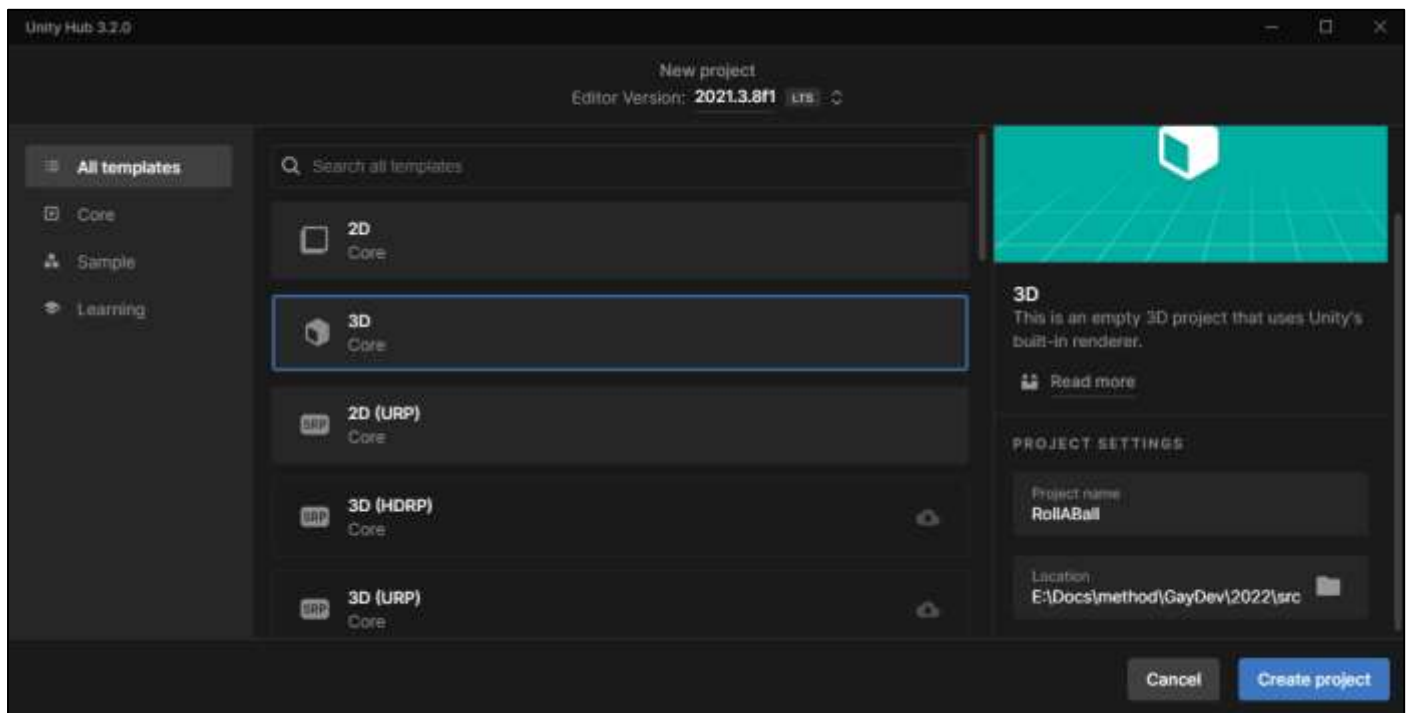 Unity Hub 3.2.0
New project
Editor Version: 2021.3.8f1 LTS
All templates
Core
Sample
Learning
Search all templates
2D
Core
3D
Core
SRP
2D (URP)
Core
SRP
3D (HDRP)
Core
SRP
3D (URP)
Core
3D
This is an empty 3D project that uses Unity's
built-in renderer.
Read more
PROJECT SETTINGS
Project name
RollABall
Location
E:\Docs\method\GayDev\2022\src
Cancel
Create project